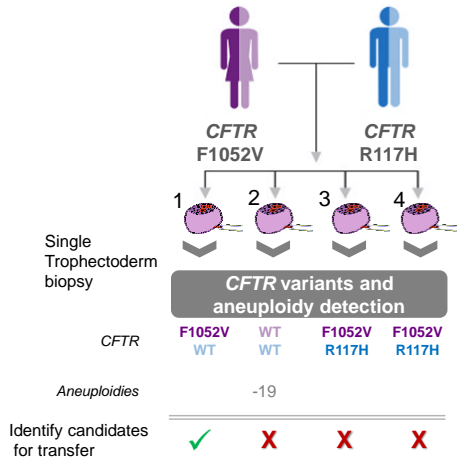 CFTR
F1052V
CFTR
R117H
1 2 3 4
Single
Trophectoderm
biopsy
CFTR variants and
aneuploidy detection
CFTR
F1052V WT F1052V F1052V
WT WT R117H R117H
Aneuploidies -19
Identify candidates
for transfer
✓ X X X